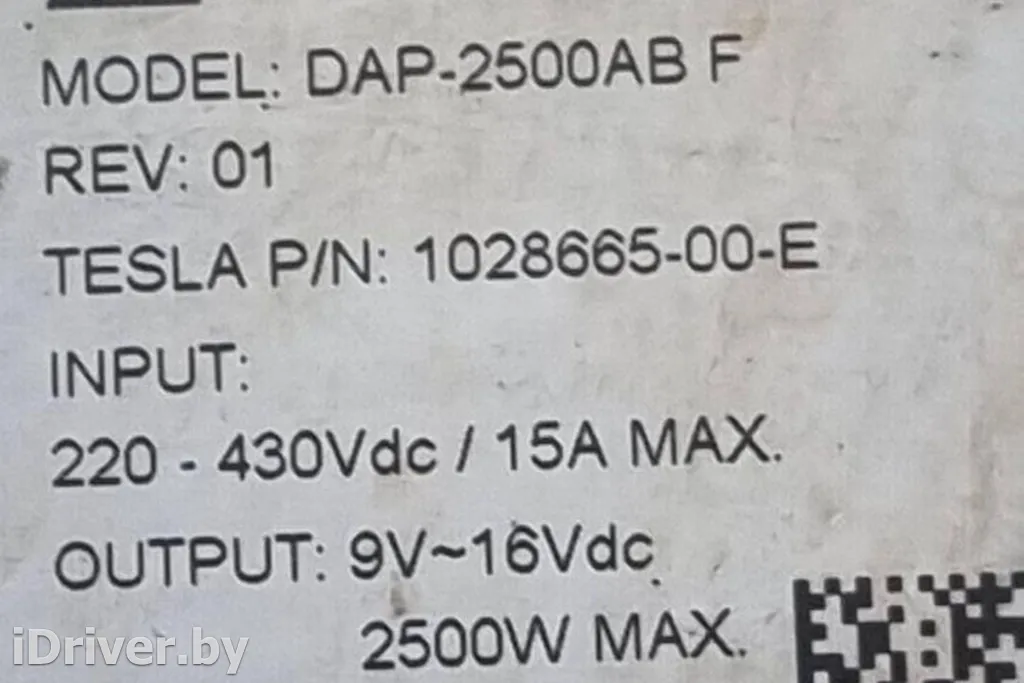 MODEL: DAP-2500AB F
REV: 01
TESLA P/N: 1028665-00-E
INPUT:
220 - 430Vdc / 15A MAX.
OUTPUT: 9V~16Vdc
2500W MAX.
iDriver.by